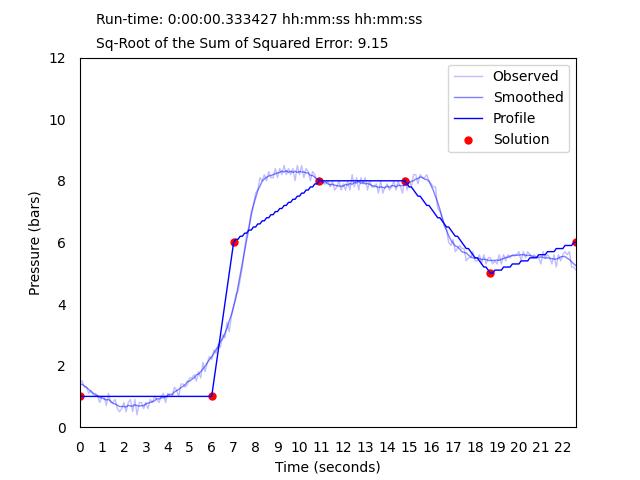 Run-time: 0:00:00.333427 hh:mm:ss hh:mm:ss
Sq-Root of the Sum of Squared Error: 9.15
12
10
8
6
4
2
0
Pressure (bars)
Observed
Smoothed
Profile
Solution
0 1 2 3 4 5 6 7 8 9 10 11 12 13 14 15 16 17 18 19 20 21 22
Time (seconds)